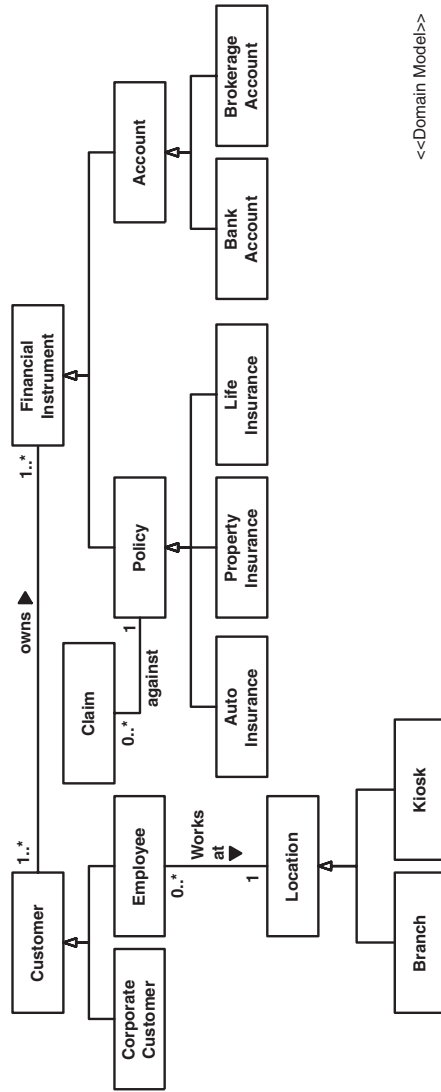 Customer
1..*
owns
1..*
Financial
Instrument
Corporate
Customer
Employee
0..*
Works
at
1
Location
Branch
Kiosk
Claim
0..*
against
1
Policy
Auto
Insurance
Property
Insurance
Life
Insurance
Account
Bank
Account
Brokerage
Account
<<Domain Model>>